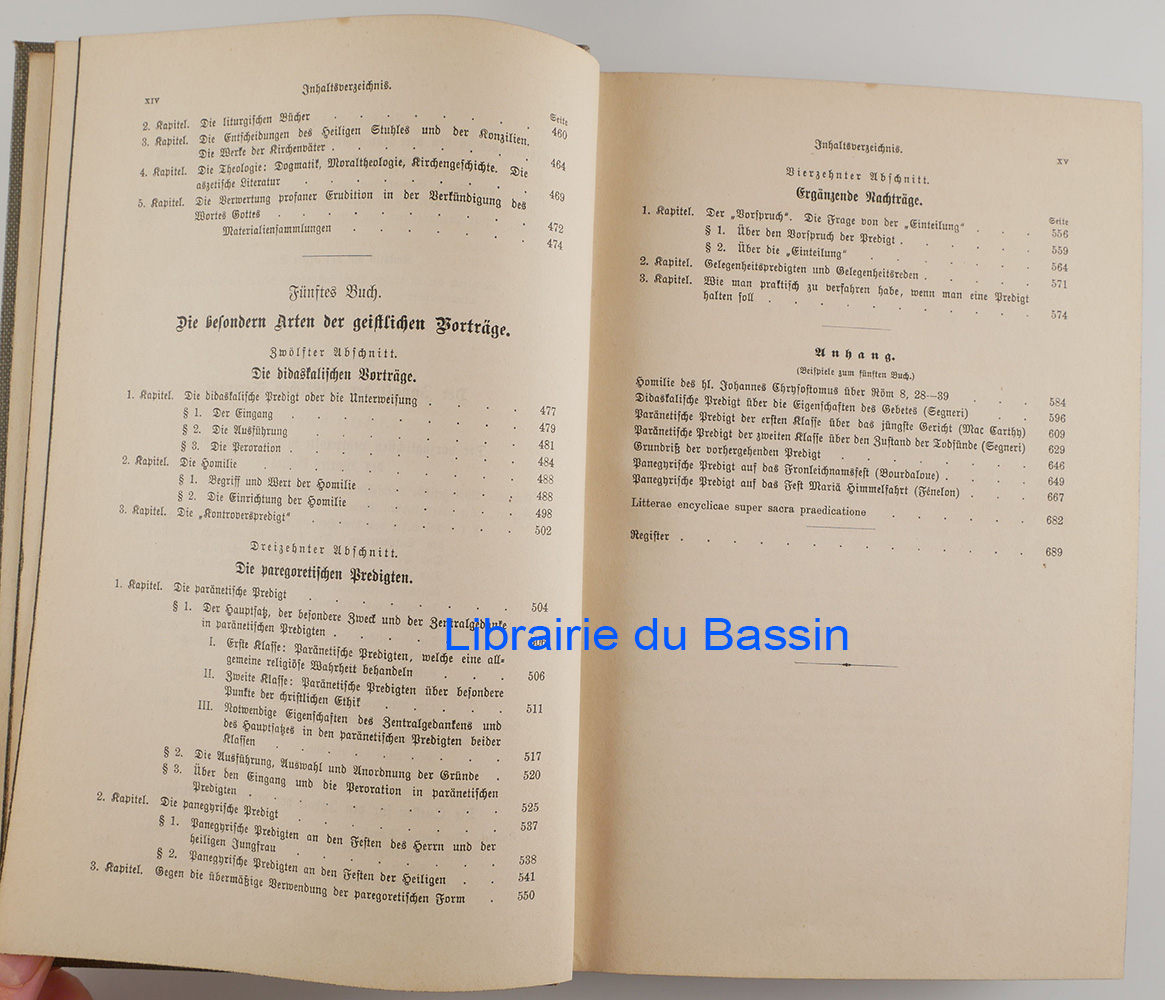 XIV
Inhaltsverzeichnis.
Seite
2. Kapitel. Die liturgischen Bücher . . . . . . . 460
3. Kapitel. Die Entscheidungen des Heiligen Stuhles und der Konzilien.
Die Werke der Kirchenväter . . . . . . . 464
4. Kapitel. Die Theologie: Dogmatik, Moraltheologie, Kirchengeschichte. Die
aszetische Literatur . . . . . . . 469
5. Kapitel. Die Verwertung profaner Erudition in der Verkündigung des
Wortes Gottes . . . . . . . 472
Materialiensammlungen . . . . . . . 474
Fünftes Buch.
Die besondern Arten der geistlichen Vorträge.
Zwölfter Abschnitt.
Die didaskalischen Vorträge.
1. Kapitel. Die didaskalische Predigt oder die Unterweisung . . . . 477
§ 1. Der Eingang . . . . . . . 479
§ 2. Die Ausführung . . . . . . . 481
§ 3. Die Peroration . . . . . . . 484
2. Kapitel. Die Homilie . . . . . . . 488
§ 1. Begriff und Wert der Homilie . . . . . 488
§ 2. Die Einrichtung der Homilie . . . . . 498
3. Kapitel. Die „Kontroverspredigt“ . . . . . . . 502
Dreizehnter Abschnitt.
Die paregoretischen Predigten.
1. Kapitel. Die paränetische Predigt . . . . . . . 504
§ 1. Der Hauptsatz, der besondere Zweck und der Zentralgedanke
in paränetischen Predigten . . . . . .
I. Erste Klasse: Paränetische Predigten, welche eine all-
gemeine religiöse Wahrheit behandeln . . . 506
II. Zweite Klasse: Paränetische Predigten über besondere
Punkte der christlichen Ethik . . . . . 511
III. Notwendige Eigenschaften des Zentralgedankens und
des Hauptsatzes in den paränetischen Predigten beider
Klassen . . . . . . . 517
§ 2. Die Ausführung, Auswahl und Anordnung der Gründe . 520
§ 3. Über den Eingang und die Peroration in paränetischen
Predigten . . . . . . . 525
2. Kapitel. Die panegyrische Predigt . . . . . . . 537
§ 1. Panegyrische Predigten an den Festen des Herrn und der
heiligen Jungfrau . . . . . . . 538
§ 2. Panegyrische Predigten an den Festen der Heiligen . . 541
3. Kapitel. Gegen die übermäßige Verwendung der paregoretischen Form . 550
Inhaltsverzeichnis.
XV
Vierzehnter Abschnitt.
Ergänzende Nachträge.
Seite
1. Kapitel. Der „Vorspruch“. Die Frage von der „Einteilung“ . . . 556
§ 1. Über den Vorspruch der Predigt . . . . . 559
§ 2. Über die „Einteilung“ . . . . . . . 564
2. Kapitel. Gelegenheitspredigten und Gelegenheitsreden . . . . 571
3. Kapitel. Wie man praktisch zu verfahren habe, wenn man eine Predigt
halten soll . . . . . . . 574
Anhang.
(Beispiele zum fünften Buch.)
Homilie des hl. Johannes Chrysostomus über Röm 8, 28—39 . . . 584
Didaskalische Predigt über die Eigenschaften des Gebetes (Segneri) . . 596
Paränetische Predigt der ersten Klasse über das jüngste Gericht (Mac Carthy) 609
Paränetische Predigt der zweiten Klasse über den Zustand der Todsünde (Segneri) 629
Grundriß der vorhergehenden Predigt . . . . . . . 646
Panegyrische Predigt auf das Fronleichnamsfest (Bourdaloue) . . . . 649
Panegyrische Predigt auf das Fest Mariä Himmelfahrt (Fénelon) . . . 667
Litterae encyclicae super sacra praedicatione . . . . . . 682
Register . . . . . . . . . . . 689
Librairie du Bassin